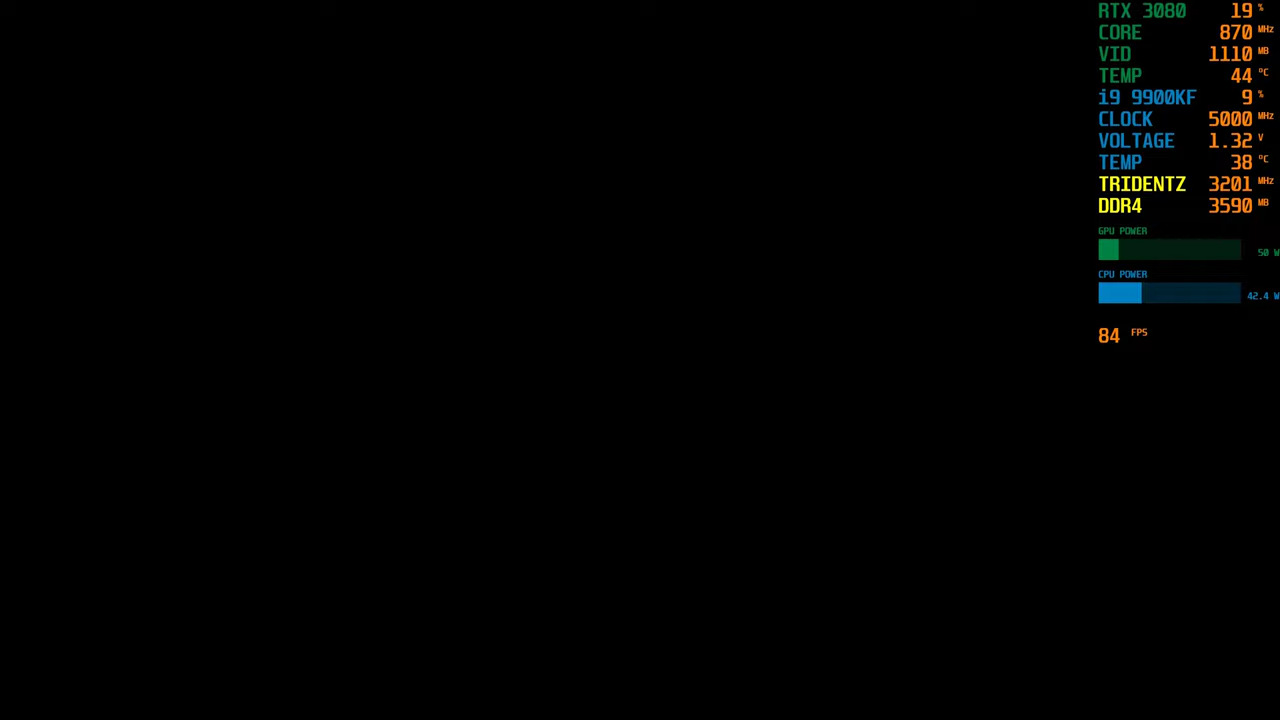 RTX 3080 19 %
CORE 870 MHz
VID 1110 MB
TEMP 44 °C
i9 9900KF 9 %
CLOCK 5000 MHz
VOLTAGE 1.32 V
TEMP 38 °C
TRIDENTZ 3201 MHz
DDR4 3590 MB
GPU POWER
50 W
CPU POWER
42.4 W
84 FPS